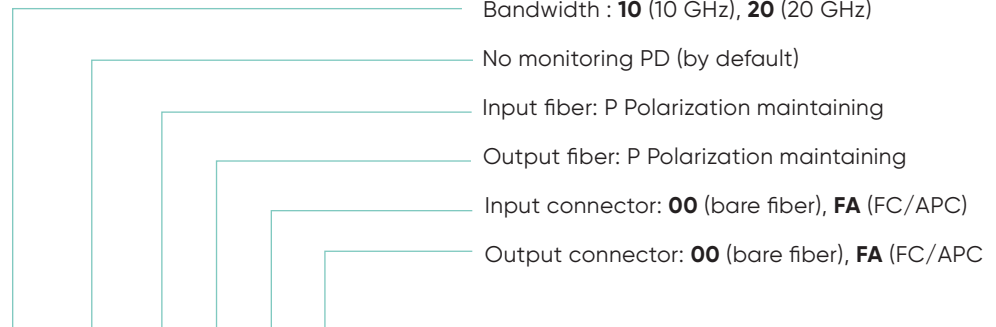 Bandwidth : 10 (10 GHz), 20 (20 GHz)
No monitoring PD (by default)
Input fiber: P Polarization maintaining
Output fiber: P Polarization maintaining
Input connector: 00 (bare fiber), FA (FC/APC)
Output connector: 00 (bare fiber), FA (FC/APC